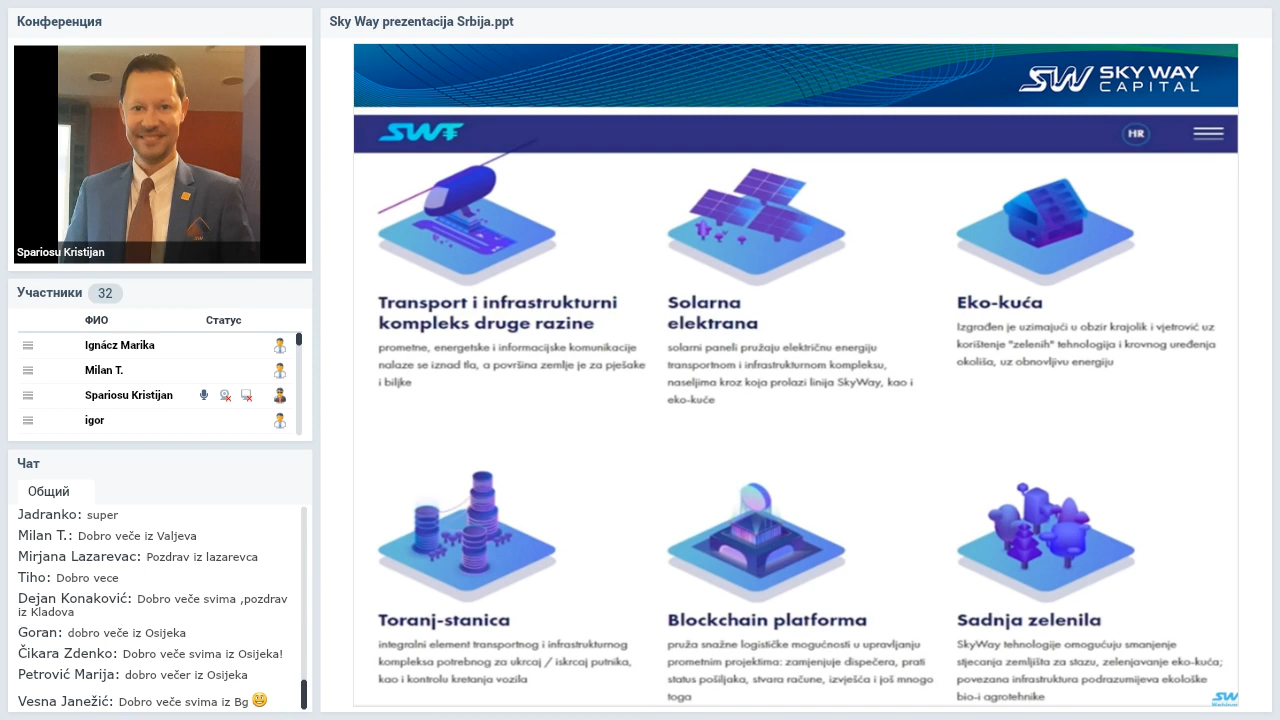 Конференция
Spariosu Kristijan
Участники 32
ФИО Статус
Ignácz Marika
Milan T.
Spariosu Kristijan
igor
Чат
Общий
Jadranko: super
Milan T.: Dobro veče iz Valjeva
Mirjana Lazarevac: Pozdrav iz lazarevca
Tiho: Dobro vece
Dejan Konaković: Dobro veče svima ,pozdrav
iz Kladova
Goran: dobro veče iz Osijeka
Čikara Zdenko: Dobro veče svima iz Osijeka!
Petrović Marija: dobro večer iz Osijeka
Vesna Janežić: Dobro veče svima iz Bg
Sky Way prezentacija Srbija.ppt
SW SKY WAY
CAPITAL
SWT
HR
Transport i infrastrukturni
kompleks druge razine
prometne, energetske i informacijske komunikacije
nalaze se iznad tla, a površina zemlje je za pješake
i biljke
Solarna
elektrana
solarni paneli pružaju električnu energiju
transportnom i infrastrukturnom kompleksu,
naseljima kroz koja prolazi linija SkyWay, kao i
eko-kuće
Eko-kuća
Izgrađen je uzimajući u obzir krajolik i vjetrović uz
korištenje "zelenih" tehnologija i krovnog uređenja
okoliša, uz obnovljivu energiju
Toranj-stanica
integralni element transportnog i infrastrukturnog
kompleksa potrebnog za ukrcaj / iskrcaj putnika,
kao i kontrolu kretanja vozila
Blockchain platforma
pruža snažne logističke mogućnosti u upravljanju
prometnim projektima: zamjenjuje dispečera, prati
status pošiljaka, stvara račune, izvješća i još mnogo
toga
Sadnja zelenila
SkyWay tehnologije omogućuju smanjenje
stjecanja zemljišta za stazu, zelenjavanje eko-kuća;
povezana infrastruktura podrazumijeva ekološke
bio-i agrotehnike
SW